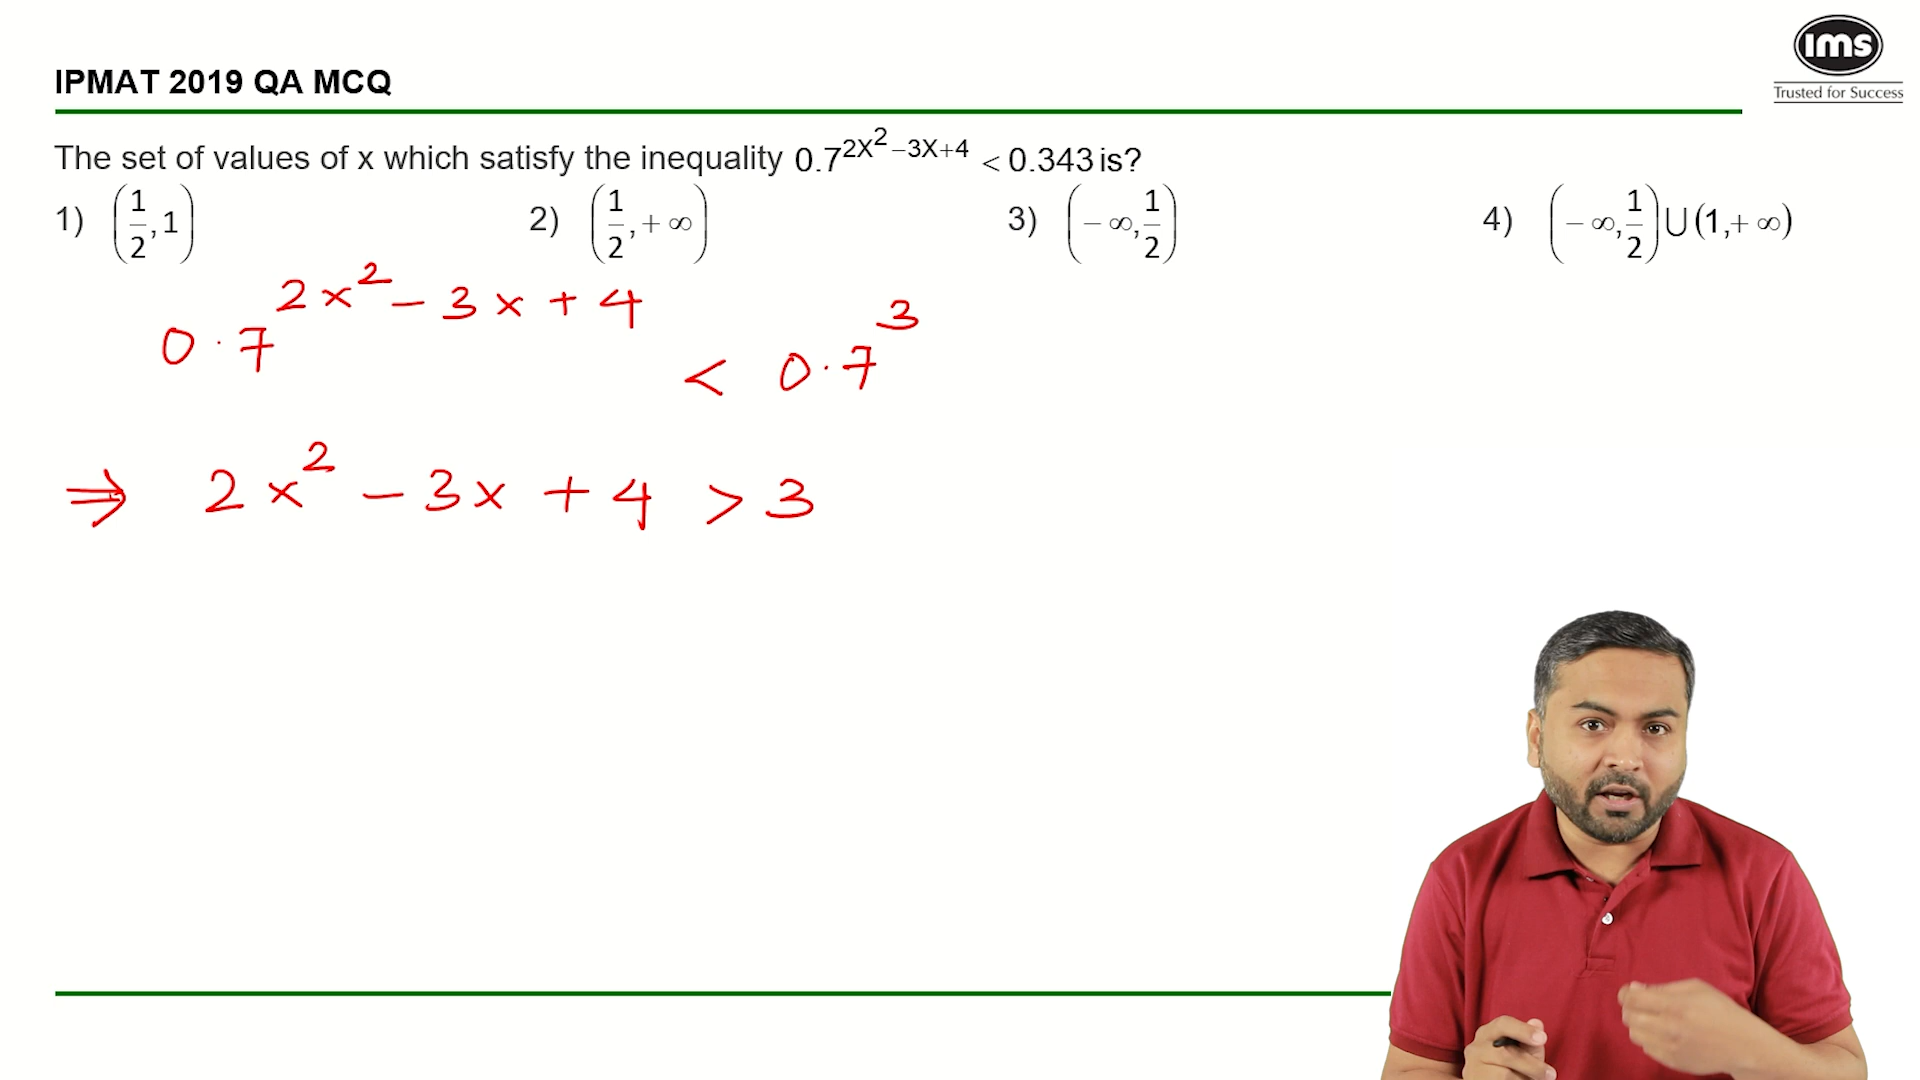 ims
Trusted for Success
IPMAT 2019 QA MCQ
The set of values of x which satisfy the inequality 0.7^{2X^2-3X+4} < 0.343 is?
1) (1/2, 1) 2) (1/2, +∞) 3) (-∞, 1/2) 4) (-∞, 1/2) ∪ (1, +∞)
0.7^{2x^2 - 3x + 4} < 0.7^3
⇒ 2x^2 - 3x + 4 > 3